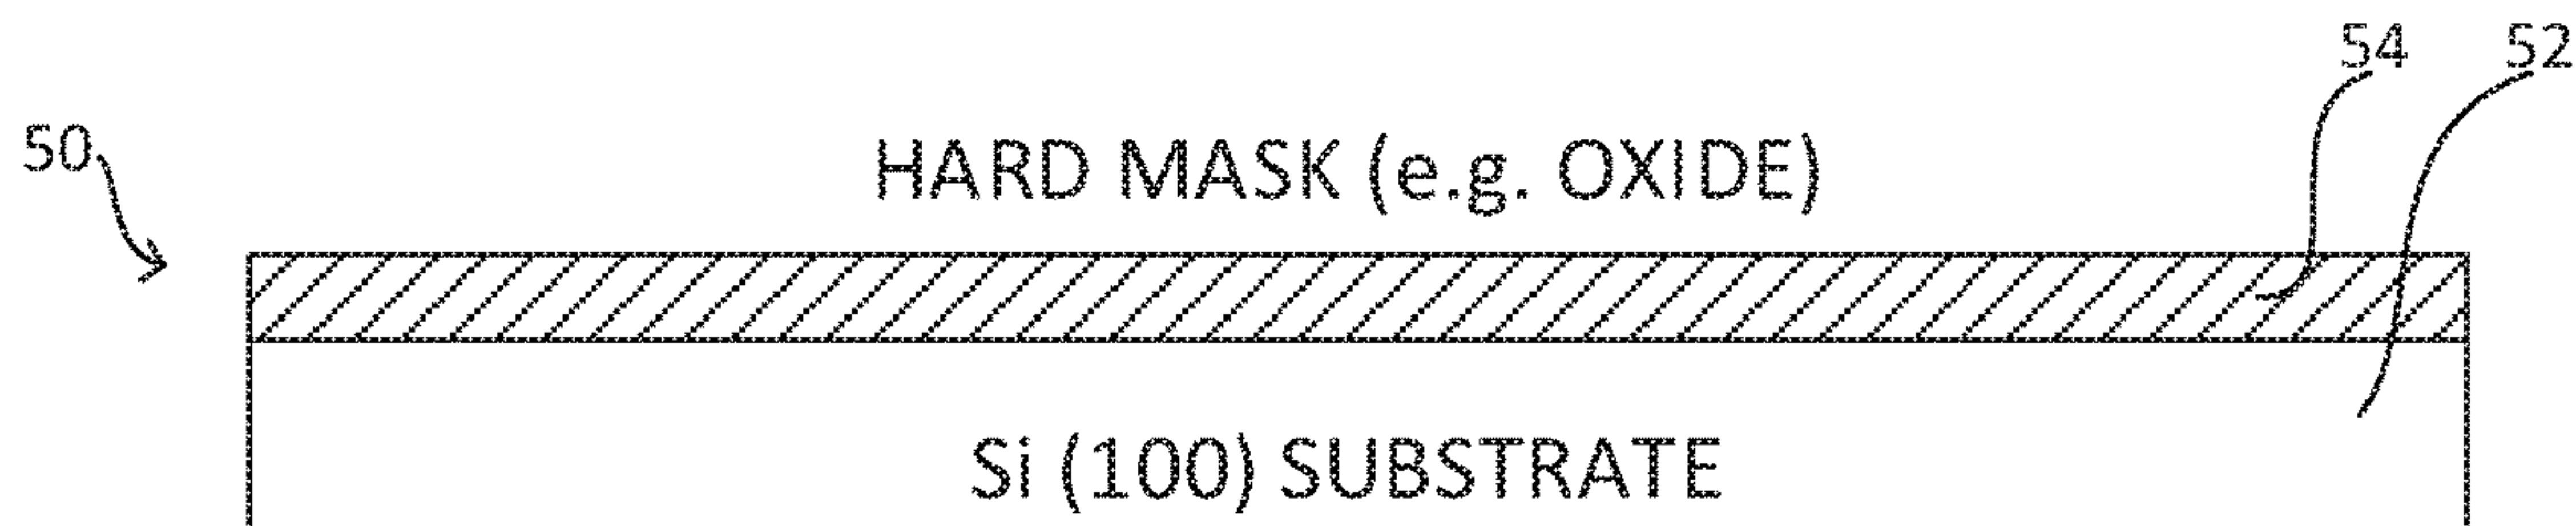 54 52
50
HARD MASK (e.g. OXIDE)
Si (100) SUBSTRATE